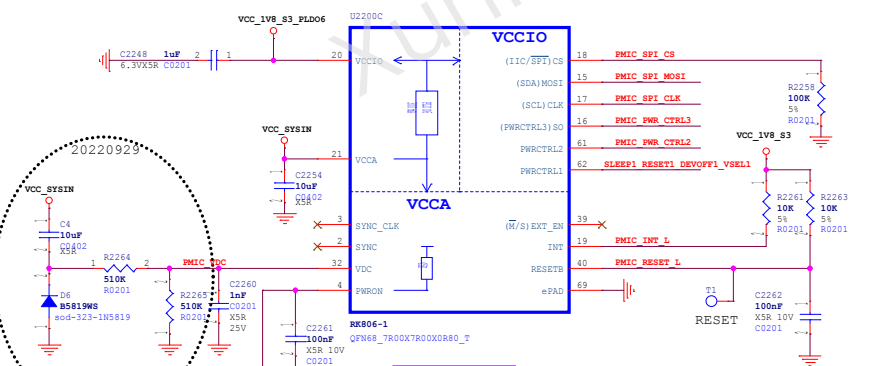 U2200C
VCC_1V8_S3_PLDO6
VCCIO
C2248 1uF 2 1
6.3V X5R C0201
20 VCCIO
(IIC/SPI)CS 18 PMIC_SPI_CS
(SDA)MOSI 15 PMIC_SPI_MOSI
(SCL)CLK 17 PMIC_SPI_CLK
(PWRCTRL3)SO 16 PMIC_PWR_CTRL3
PWRCTRL2 61 PMIC_PWR_CTRL2
PWRCTRL1 62 SLEEP1_RESET1_DEVOFF1_VSEL1
R2258
100K
5%
R0201
VCC_1V8_S3
VCC_SYSIN
21 VCCA
C2254
10uF
C0402
X5R
20220929
VCC_SYSIN
VCCA
C4
10uF
C0402
X5R
3 SYNC_CLK
2 SYNC
32 VDC
4 PWRON
(M/S)EXT_EN 39
INT 19 PMIC_INT_L
RESETB 40 PMIC_RESET_L
ePAD 69
R2261
10K
5%
R0201
R2263
10K
5%
R0201
R2264
1 2
510K
R0201
PMIC_VDC
D6
B5819WS
sod-323-1N5819
R2265
510K
R0201
C2260
1nF
C0201
X5R
25V
C2261
100nF
X5R 10V
C0201
RK806-1
QFN68_7R00X7R00X0R80_T
T1
RESET
C2262
100nF
X5R 10V
C0201